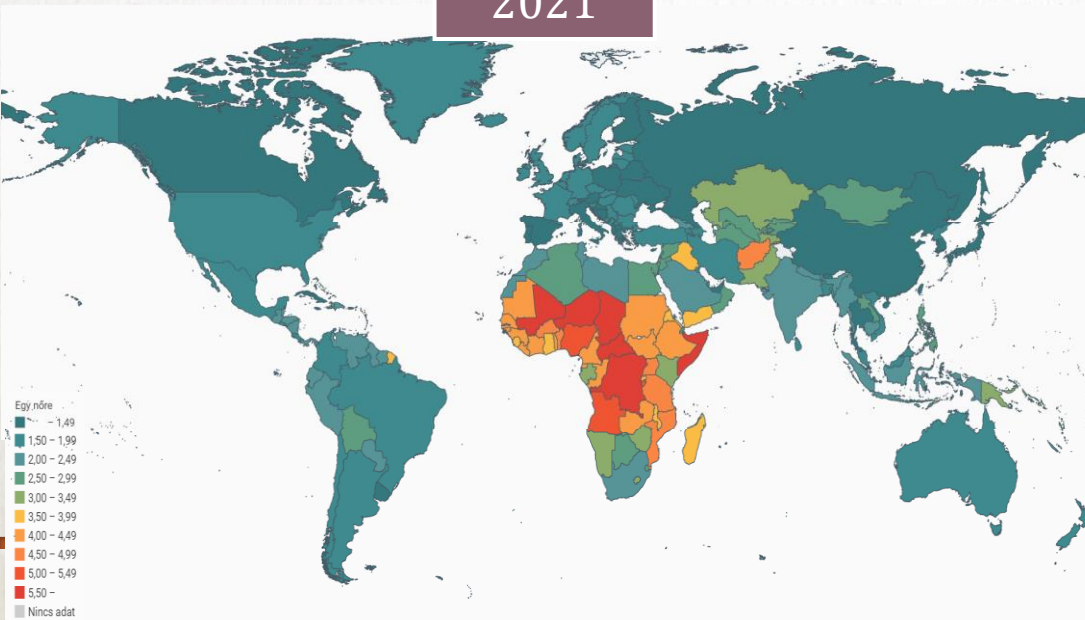 2021
Egy nőre
– 1,49
1,50 – 1,99
2,00 – 2,49
2,50 – 2,99
3,00 – 3,49
3,50 – 3,99
4,00 – 4,49
4,50 – 4,99
5,00 – 5,49
5,50 –
Nincs adat